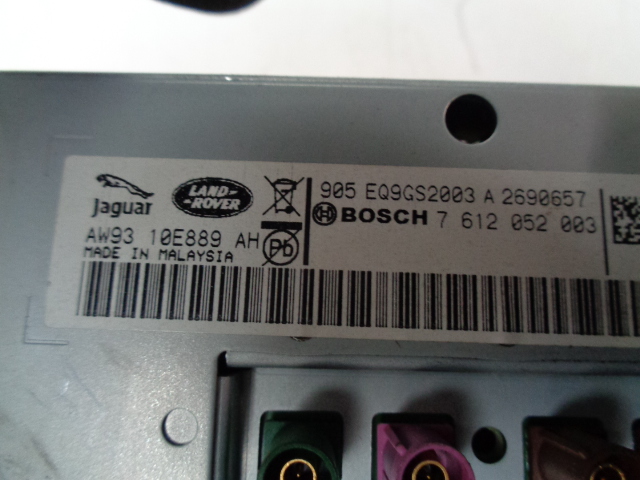 Jaguar
LAND-ROVER
AW93 10E889 AH
Pb
MADE IN MALAYSIA
905 EQ9GS2003 A 2690657
BOSCH 7 612 052 003